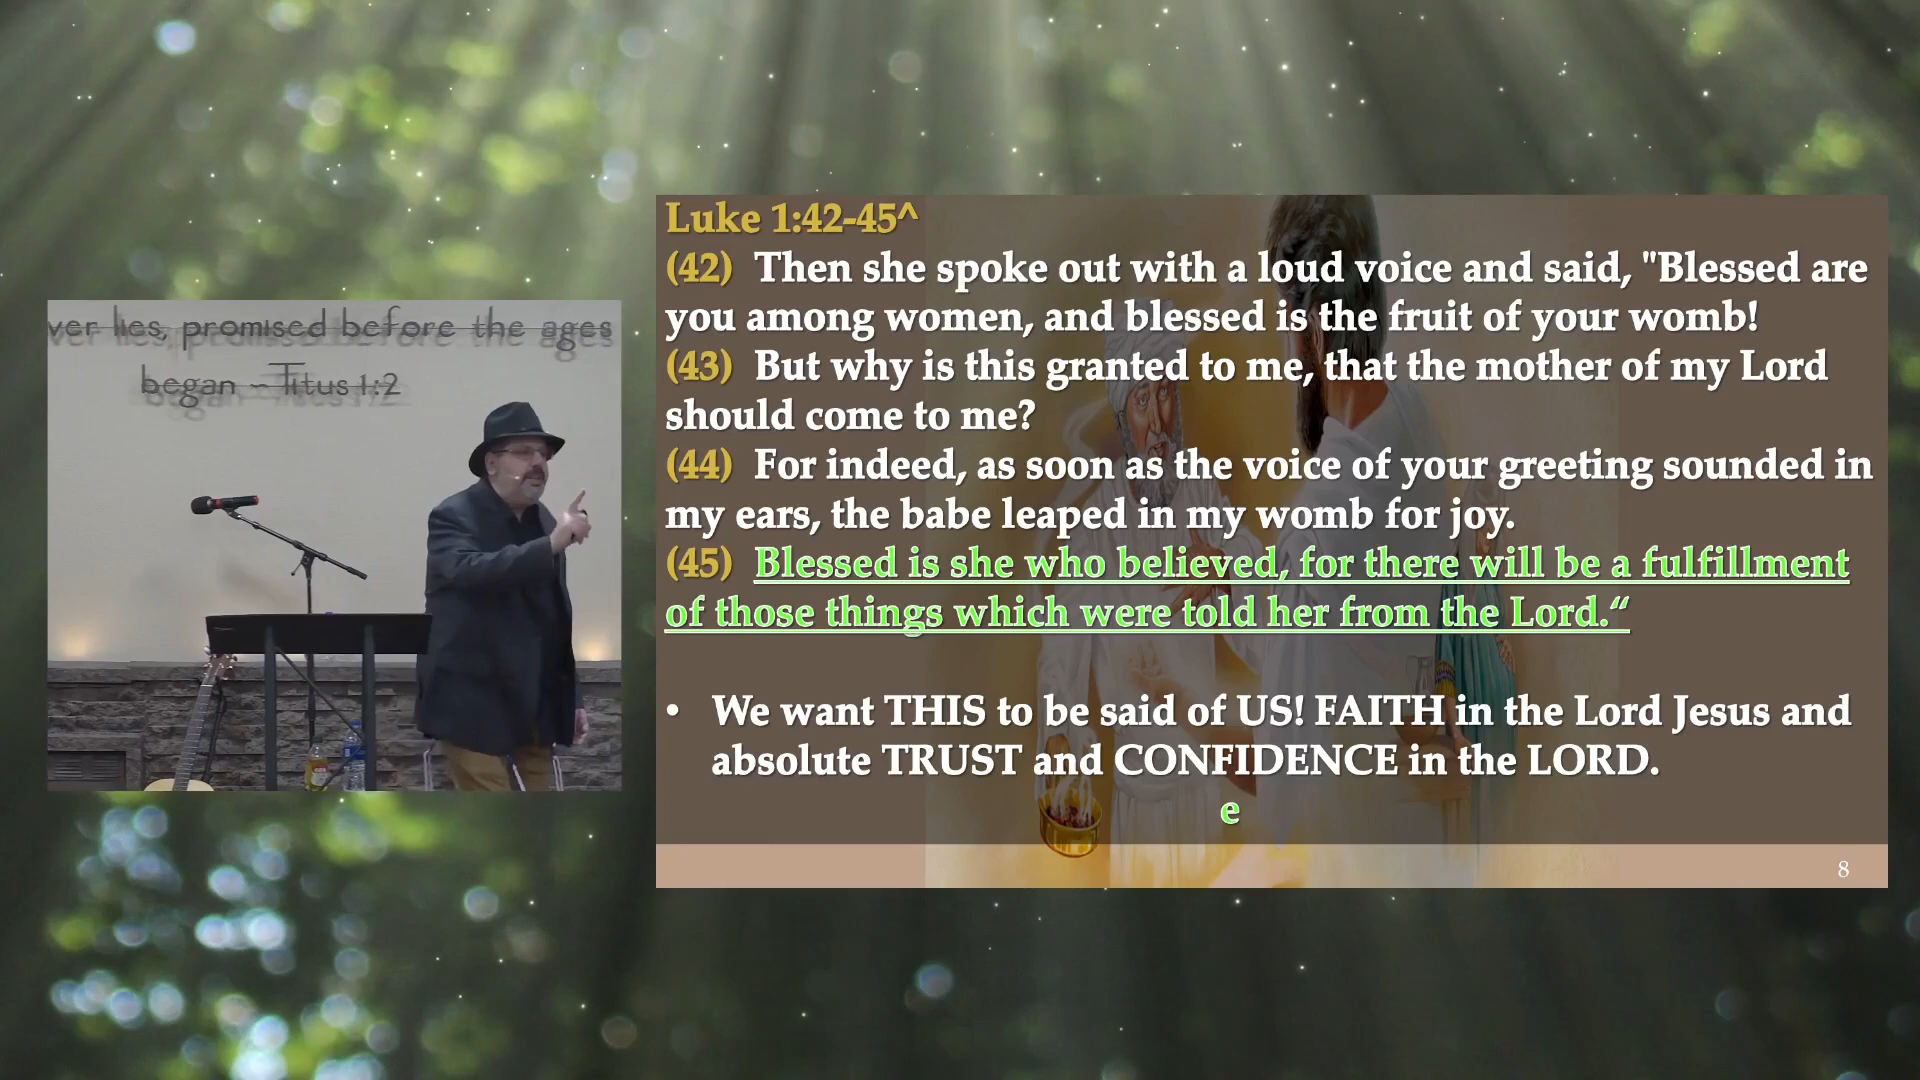 ver lies, promised before the ages
began ~ Titus 1:2
Luke 1:42-45^
(42) Then she spoke out with a loud voice and said, "Blessed are
you among women, and blessed is the fruit of your womb!
(43) But why is this granted to me, that the mother of my Lord
should come to me?
(44) For indeed, as soon as the voice of your greeting sounded in
my ears, the babe leaped in my womb for joy.
(45) Blessed is she who believed, for there will be a fulfillment
of those things which were told her from the Lord.“
• We want THIS to be said of US! FAITH in the Lord Jesus and
absolute TRUST and CONFIDENCE in the LORD.
e
8